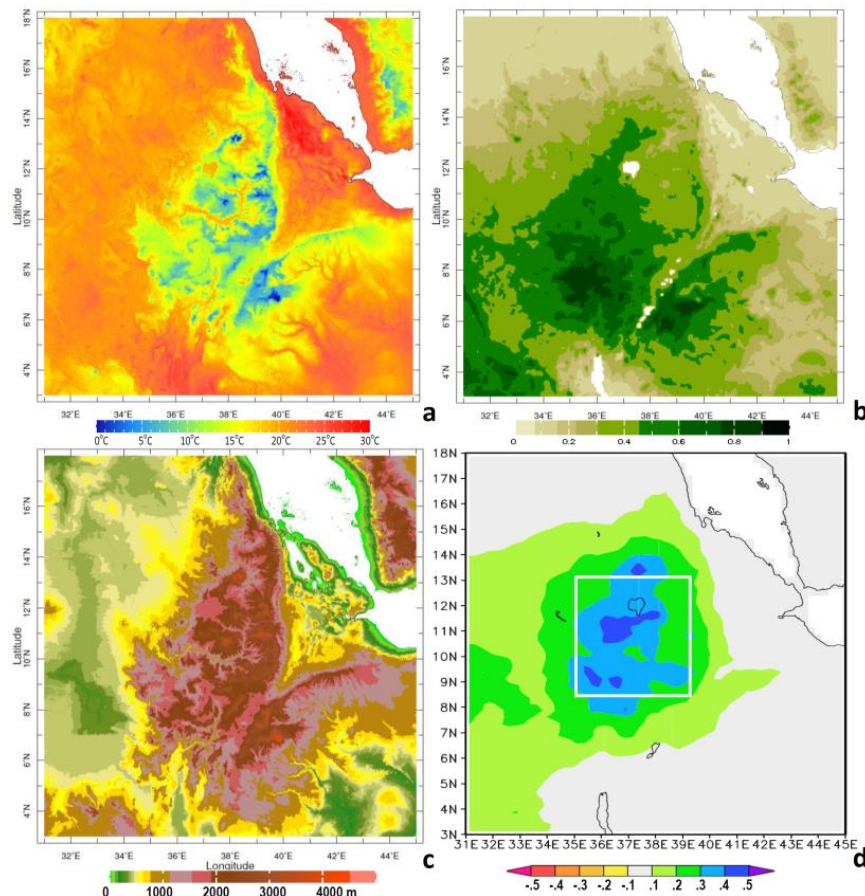 18°N
16°N
14°N
Latitude
12°N
10°N
8°N
6°N
4°N
32°E 34°E 36°E 38°E 40°E 42°E 44°E
0°c 5°c 10°c 15°c 20°c 25°c 30°c
a
16°N
14°N
Latitude
12°N
10°N
8°N
6°N
4°N
32°E 34°E 36°E 38°E 40°E 42°E 44°E
0 0.2 0.4 0.6 0.8 1
b
16°N
14°N
Latitude
12°N
10°N
8°N
6°N
4°N
32°E 34°E 36°E 38°E 40°E 42°E 44°E
Longitude
0 1000 2000 3000 4000 m
c
18N
17N
16N
15N
14N
13N
12N
11N
10N
9N
8N
7N
6N
5N
4N
3N
31E 32E 33E 34E 35E 36E 37E 38E 39E 40E 41E 42E 43E 44E 45E
-.5 -.4 -.3 -.2 -.1 .1 .2 .3 .4 .5
d